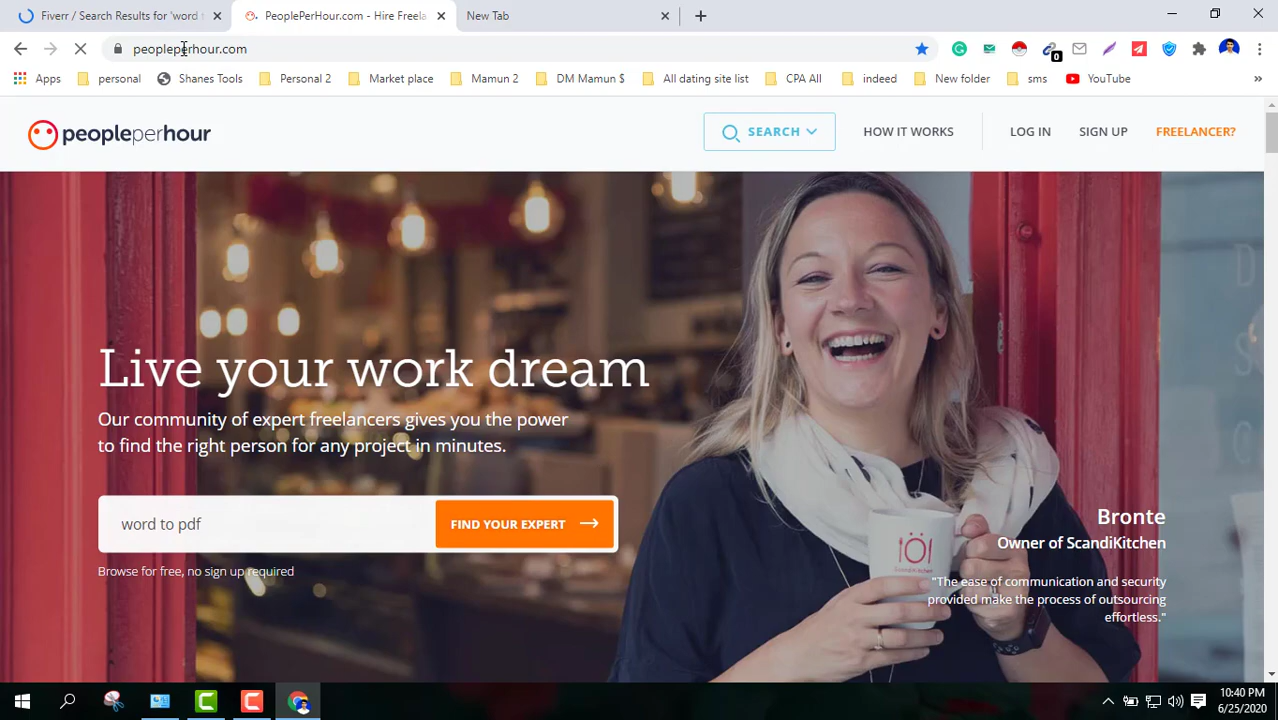 Fiverr / Search Results for 'word t
PeoplePerHour.com - Hire Freela
New Tab
peopleperhour.com
0
Apps
personal
Shanes Tools
Personal 2
Market place
Mamun 2
DM Mamun $
All dating site list
CPA All
indeed
New folder
sms
YouTube
»
peopleperhour
SEARCH
HOW IT WORKS
LOG IN
SIGN UP
FREELANCER?
Live your work dream
Our community of expert freelancers gives you the power
to find the right person for any project in minutes.
word to pdf
FIND YOUR EXPERT
Browse for free, no sign up required
Bronte
Owner of ScandiKitchen
"The ease of communication and security
provided make the process of outsourcing
effortless."
10:40 PM
6/25/2020